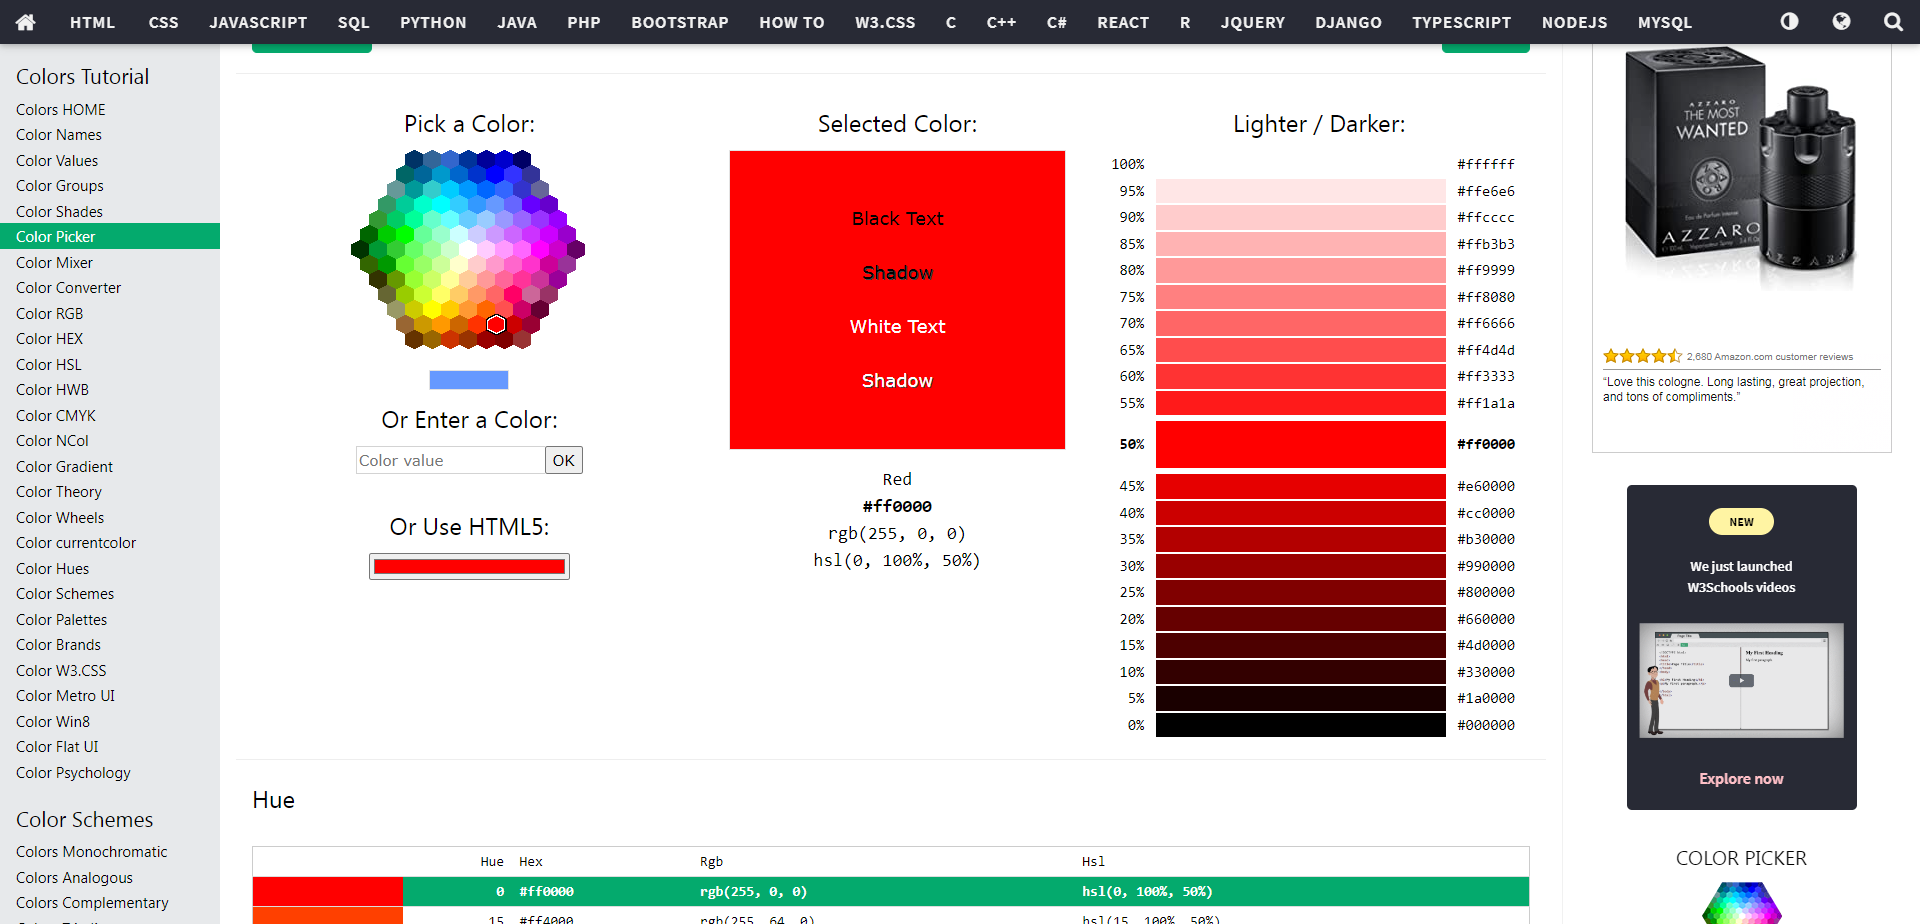 HTML CSS JAVASCRIPT SQL PYTHON JAVA PHP BOOTSTRAP HOW TO W3.CSS C C++ C# REACT R JQUERY DJANGO TYPESCRIPT NODEJS MYSQL
Colors Tutorial
Colors HOME
Color Names
Color Values
Color Groups
Color Shades
Color Picker
Color Mixer
Color Converter
Color RGB
Color HEX
Color HSL
Color HWB
Color CMYK
Color NCol
Color Gradient
Color Theory
Color Wheels
Color currentcolor
Color Hues
Color Schemes
Color Palettes
Color Brands
Color W3.CSS
Color Metro UI
Color Win8
Color Flat UI
Color Psychology
Color Schemes
Colors Monochromatic
Colors Analogous
Colors Complementary
Pick a Color:
Or Enter a Color:
Color value OK
Or Use HTML5:
Selected Color:
Black Text
Shadow
White Text
Shadow
Red
#ff0000
rgb(255, 0, 0)
hsl(0, 100%, 50%)
Lighter / Darker:
100% #ffffff
95% #ffe6e6
90% #ffcccc
85% #ffb3b3
80% #ff9999
75% #ff8080
70% #ff6666
65% #ff4d4d
60% #ff3333
55% #ff1a1a
50% #ff0000
45% #e60000
40% #cc0000
35% #b30000
30% #990000
25% #800000
20% #660000
15% #4d0000
10% #330000
5% #1a0000
0% #000000
Hue
Hue Hex Rgb Hsl
0 #ff0000 rgb(255, 0, 0) hsl(0, 100%, 50%)
15 #ff4000 rgb(255, 64, 0) hsl(15, 100%, 50%)
AZZARO
THE MOST
WANTED
Eau de Parfum Intense
AZZARO
AZZARO
2,680 Amazon.com customer reviews
“Love this cologne. Long lasting, great projection,
and tons of compliments.”
NEW
We just launched
W3Schools videos
My First Heading
Explore now
COLOR PICKER